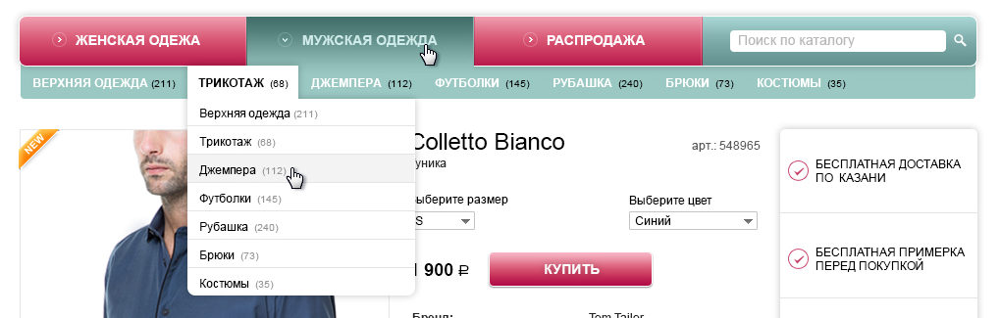 ЖЕНСКАЯ ОДЕЖА
МУЖСКАЯ ОДЕЖДА
РАСПРОДАЖА
Поиск по каталогу
ВЕРХНЯЯ ОДЕЖДА (211)
ТРИКОТАЖ (68)
ДЖЕМПЕРА (112)
ФУТБОЛКИ (145)
РУБАШКА (240)
БРЮКИ (73)
КОСТЮМЫ (35)
Верхняя одежда (211)
Трикотаж (68)
Джемпера (112)
Футболки (145)
Рубашка (240)
Брюки (73)
Костюмы (35)
NEW
Colletto Bianco
арт.: 548965
уника
ыберите размер
S
Выберите цвет
Синий
1 900 ₽
КУПИТЬ
Бренд:
Tom Tailor
БЕСПЛАТНАЯ ДОСТАВКА
ПО КАЗАНИ
БЕСПЛАТНАЯ ПРИМЕРКА
ПЕРЕД ПОКУПКОЙ